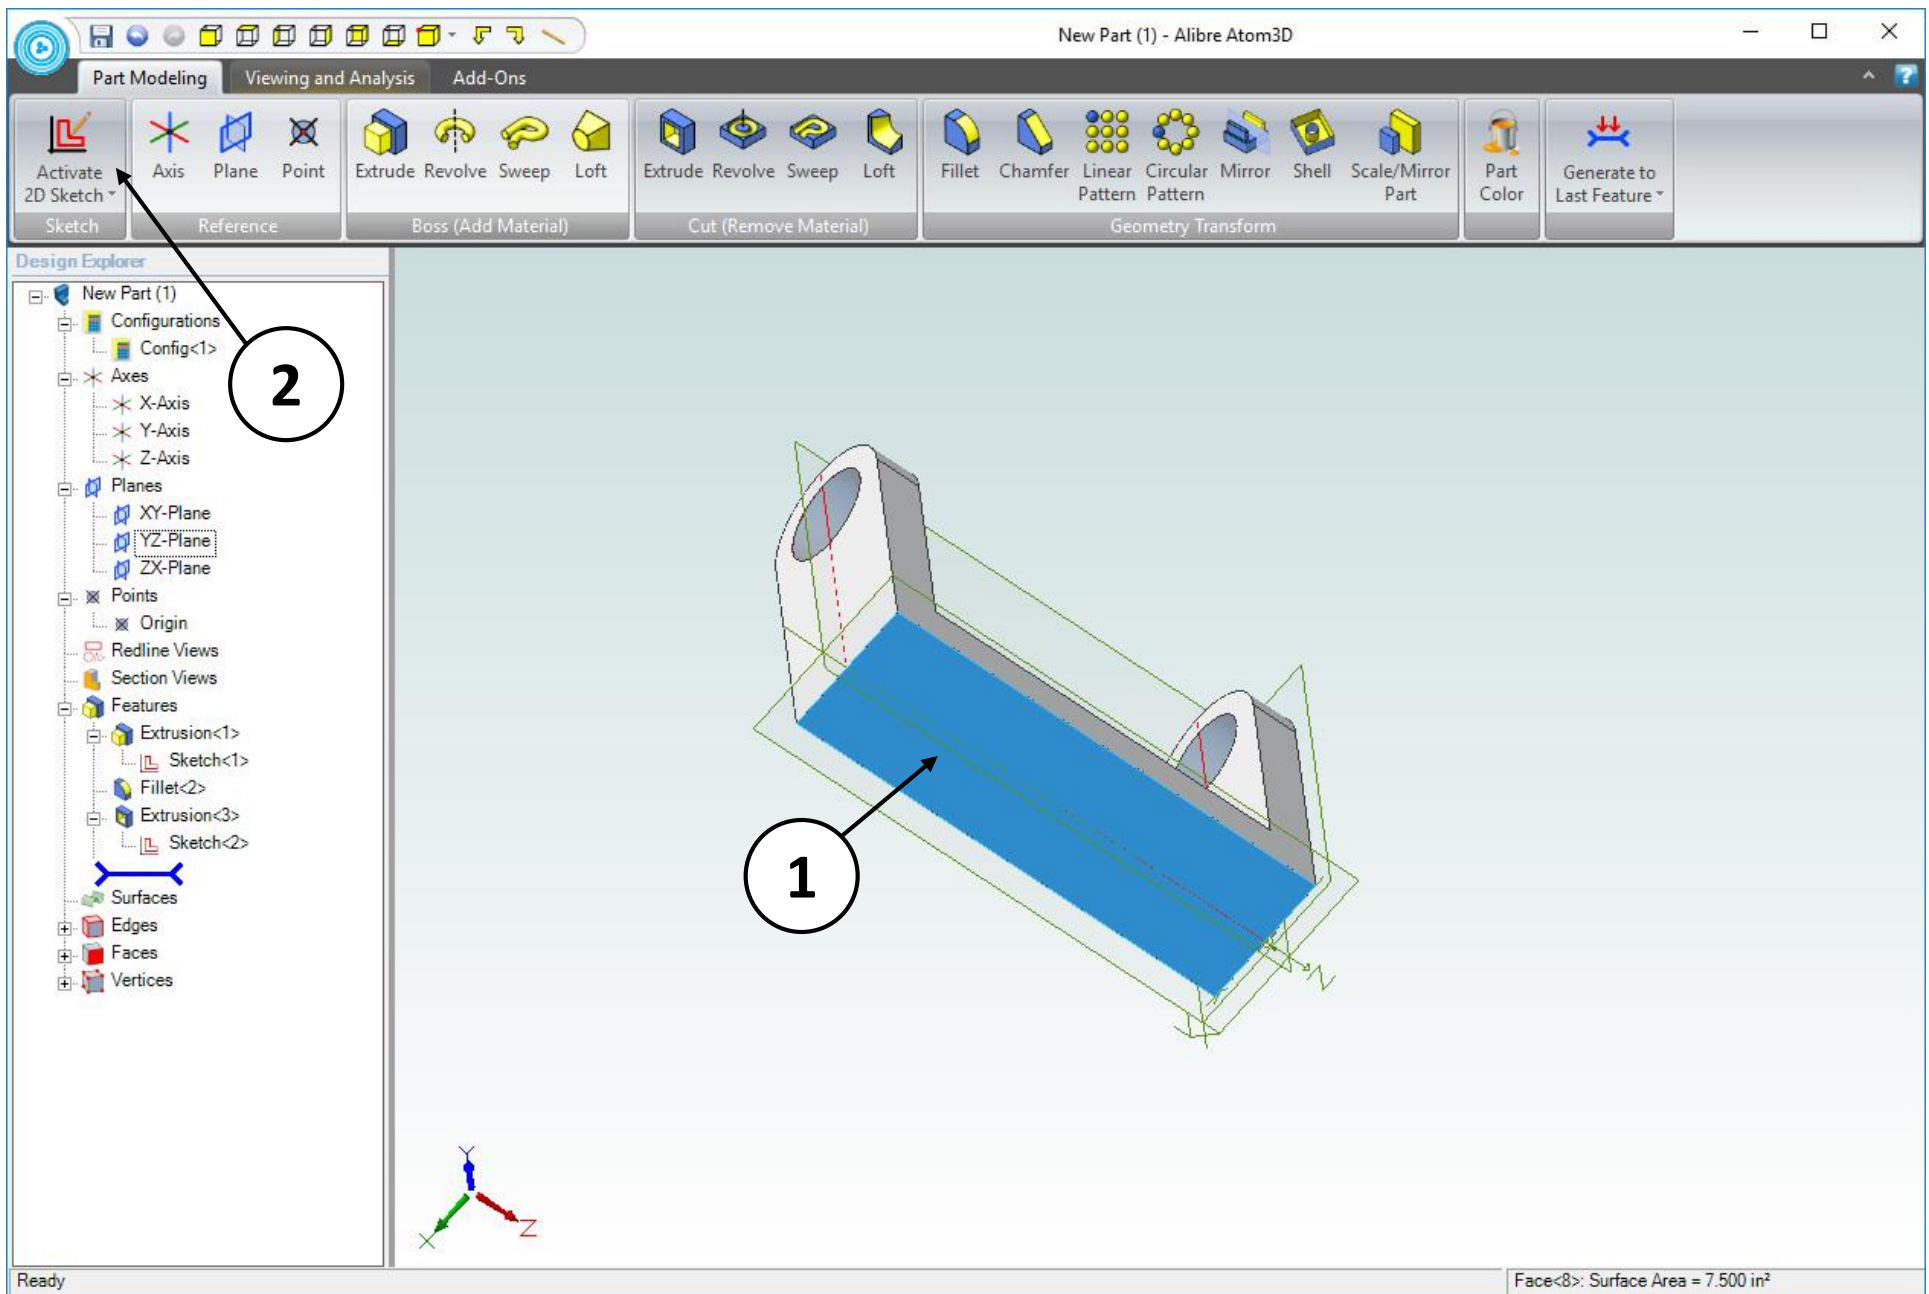 New Part (1) - Alibre Atom3D
Part Modeling Viewing and Analysis Add-Ons
Activate 2D Sketch
Axis Plane Point
Extrude Revolve Sweep Loft
Extrude Revolve Sweep Loft
Fillet Chamfer Linear Pattern Circular Pattern Mirror Shell Scale/Mirror Part
Part Color
Generate to Last Feature
Sketch Reference Boss (Add Material) Cut (Remove Material) Geometry Transform
Design Explorer
New Part (1)
Configurations
Config<1>
Axes
X-Axis
Y-Axis
Z-Axis
Planes
XY-Plane
YZ-Plane
ZX-Plane
Points
Origin
Redline Views
Section Views
Features
Extrusion<1>
Sketch<1>
Fillet<2>
Extrusion<3>
Sketch<2>
Surfaces
Edges
Faces
Vertices
2
1
Y
X
Z
Ready
Face<8>: Surface Area = 7.500 in²